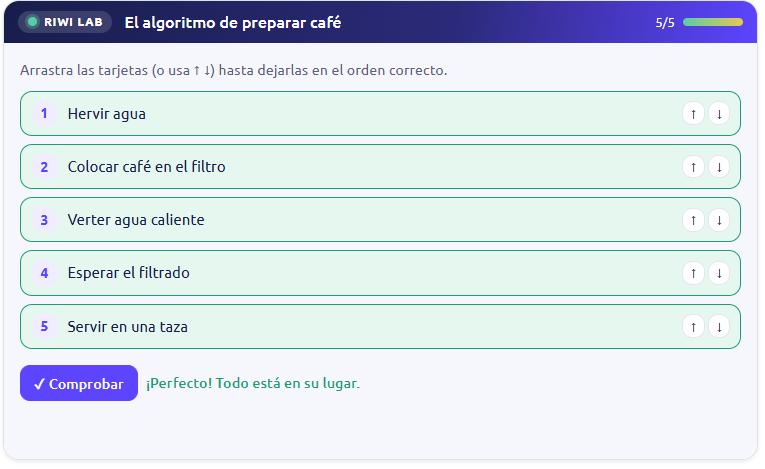 RIWI LAB El algoritmo de preparar café 5/5
Arrastra las tarjetas (o usa ↑ ↓) hasta dejarlas en el orden correcto.
1 Hervir agua ↑ ↓
2 Colocar café en el filtro ↑ ↓
3 Verter agua caliente ↑ ↓
4 Esperar el filtrado ↑ ↓
5 Servir en una taza ↑ ↓
✓ Comprobar ¡Perfecto! Todo está en su lugar.